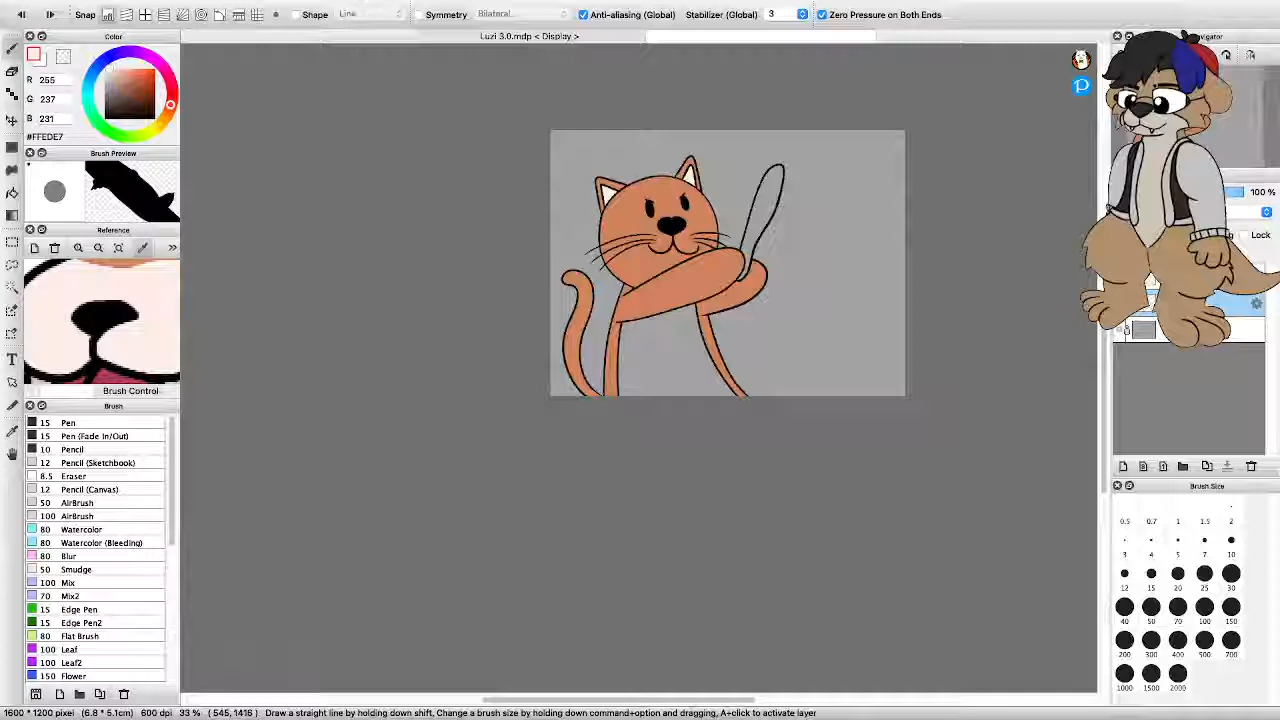 Snap Shape Line Symmetry Bilateral Anti-aliasing (Global) Stabilizer (Global) 3 Zero Pressure on Both Ends
Color
Luzi 3.0.mdp < Display >
R 255
G 237
B 231
#FFEDE7
Brush Preview
Reference
Brush Control
Brush
15 Pen
15 Pen (Fade In/Out)
10 Pencil
12 Pencil (Sketchbook)
8.5 Eraser
12 Pencil (Canvas)
50 AirBrush
100 AirBrush
80 Watercolor
80 Watercolor (Bleeding)
80 Blur
50 Smudge
100 Mix
70 Mix2
15 Edge Pen
15 Edge Pen2
80 Flat Brush
100 Leaf
100 Leaf2
150 Flower
100 %
Lock
Brush Size
0.5 0.7 1 1.5 2
3 4 5 7 10
12 15 20 25 30
40 50 70 100 150
200 300 400 500 700
1000 1500 2000
1600 * 1200 pixel (6.8 * 5.1cm) 600 dpi 33 % ( 545, 1416 ) Draw a straight line by holding down shift, Change a brush size by holding down command+option and dragging, A+click to activate layer